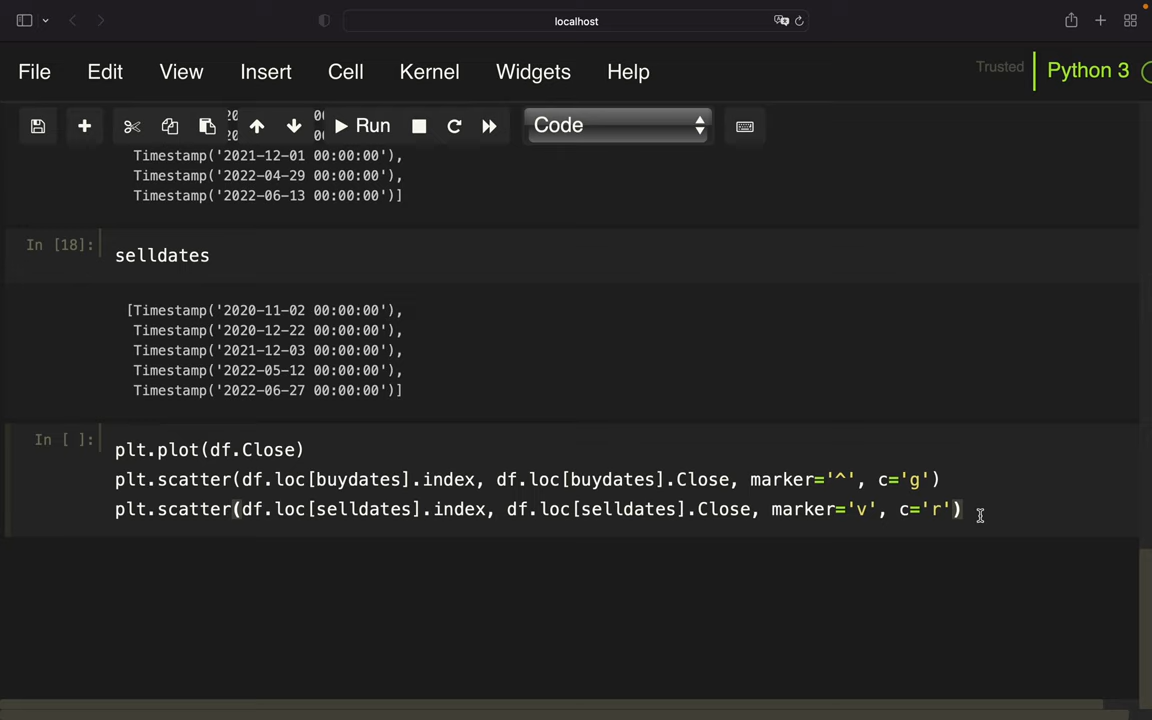 localhost
File Edit View Insert Cell Kernel Widgets Help Trusted Python 3
Run Code
Timestamp('2021-12-01 00:00:00'),
Timestamp('2022-04-29 00:00:00'),
Timestamp('2022-06-13 00:00:00')]
In [18]: selldates
[Timestamp('2020-11-02 00:00:00'),
Timestamp('2020-12-22 00:00:00'),
Timestamp('2021-12-03 00:00:00'),
Timestamp('2022-05-12 00:00:00'),
Timestamp('2022-06-27 00:00:00')]
In [ ]: plt.plot(df.Close)
plt.scatter(df.loc[buydates].index, df.loc[buydates].Close, marker='^', c='g')
plt.scatter(df.loc[selldates].index, df.loc[selldates].Close, marker='v', c='r')